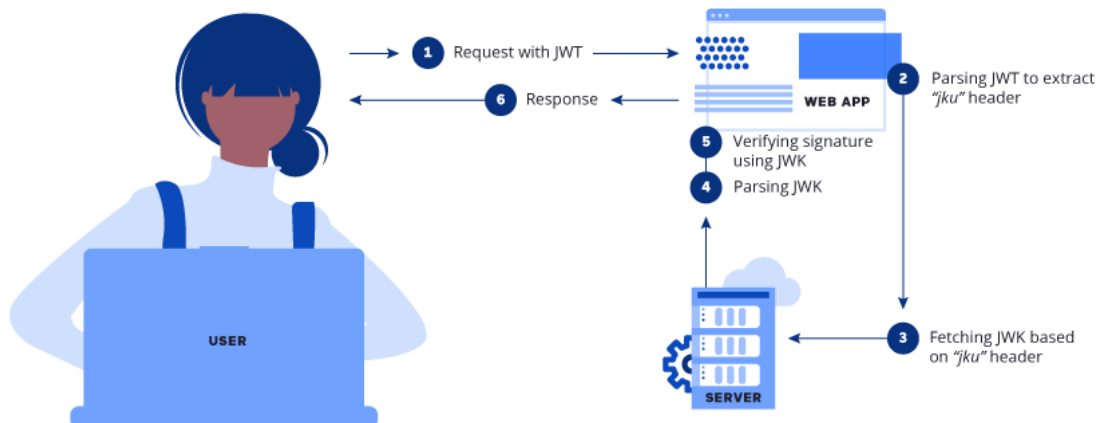 1 Request with JWT
6 Response
WEB APP
2 Parsing JWT to extract
"jku" header
5 Verifying signature
using JWK
4 Parsing JWK
3 Fetching JWK based
on "jku" header
USER
SERVER